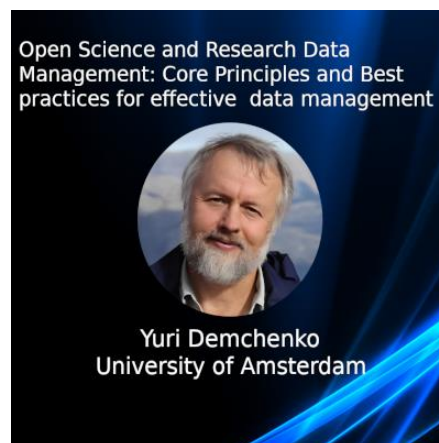 Open Science and Research Data
Management: Core Principles and Best
practices for effective data management
Yuri Demchenko
University of Amsterdam